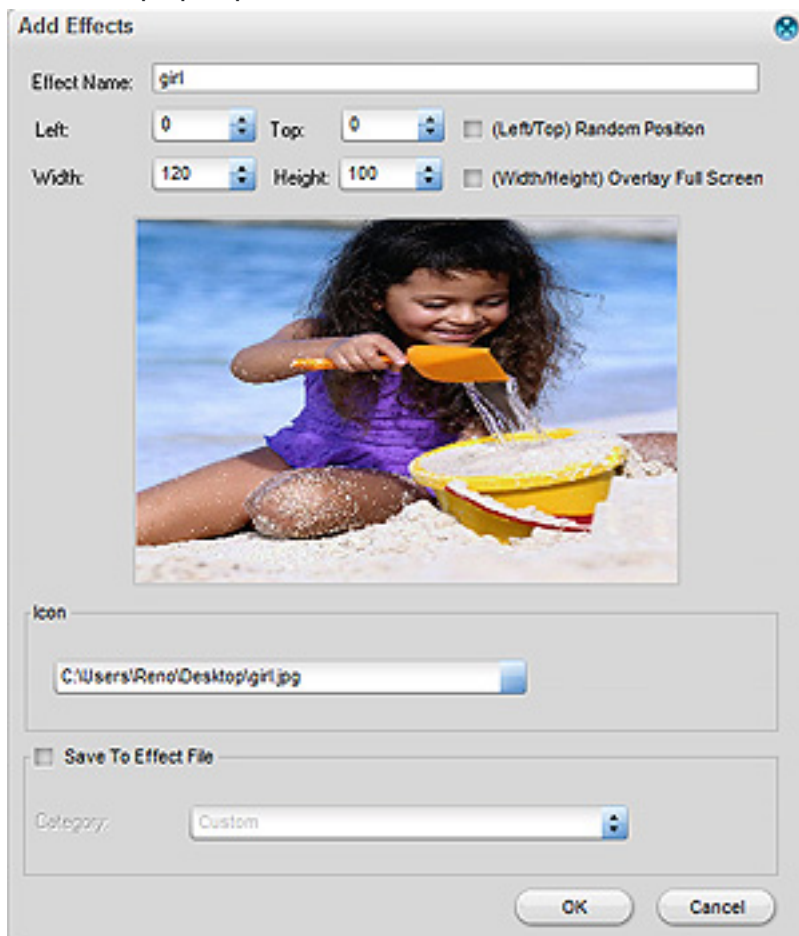 Add Effects
Effect Name: girl
Left: 0 Top: 0 (Left/Top) Random Position
Width: 120 Height: 100 (Width/Height) Overlay Full Screen
Icon
C:\Users\Reno\Desktop\girl.jpg
Save To Effect File
Category: Custom
OK Cancel